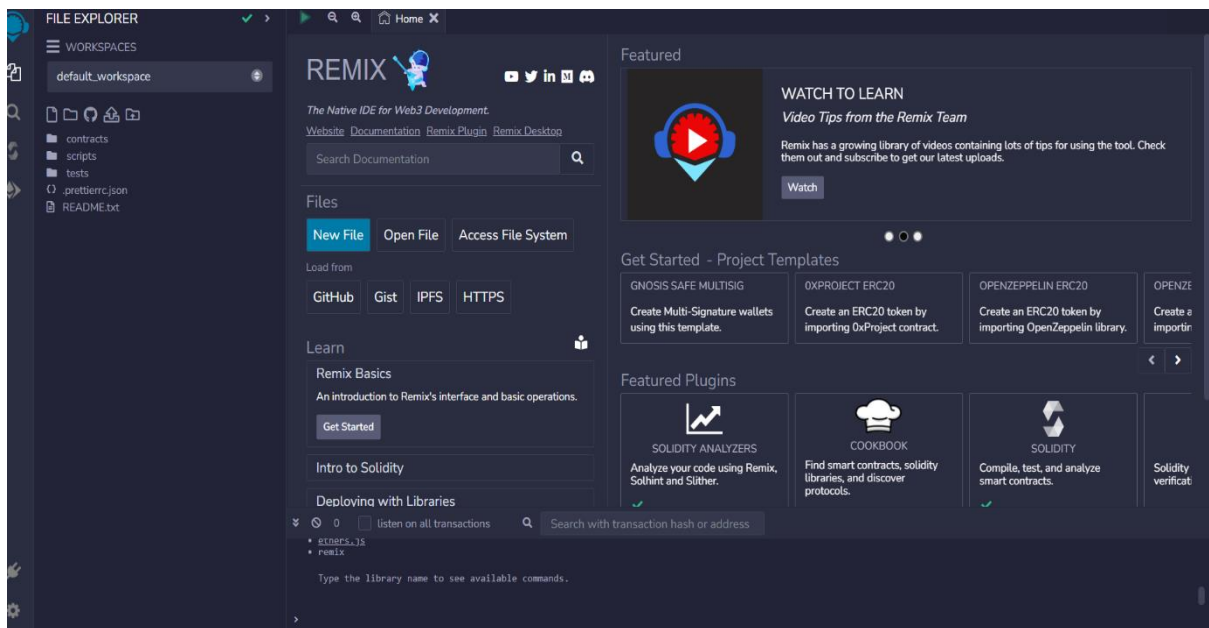 FILE EXPLORER
WORKSPACES
default_workspace
contracts
scripts
tests
.prettierrc.json
README.txt
Home
REMIX
The Native IDE for Web3 Development.
Website Documentation Remix Plugin Remix Desktop
Search Documentation
Files
New File Open File Access File System
Load from
GitHub Gist IPFS HTTPS
Learn
Remix Basics
An introduction to Remix's interface and basic operations.
Get Started
Intro to Solidity
Deploying with Libraries
Featured
WATCH TO LEARN
Video Tips from the Remix Team
Remix has a growing library of videos containing lots of tips for using the tool. Check
them out and subscribe to get our latest uploads.
Watch
Get Started - Project Templates
GNOSIS SAFE MULTISIG
Create Multi-Signature wallets
using this template.
0XPROJECT ERC20
Create an ERC20 token by
importing 0xProject contract.
OPENZEPPELIN ERC20
Create an ERC20 token by
importing OpenZeppelin library.
OPENZE
Create a
importin
Featured Plugins
SOLIDITY ANALYZERS
Analyze your code using Remix,
Solhint and Slither.
COOKBOOK
Find smart contracts, solidity
libraries, and discover
protocols.
SOLIDITY
Compile, test, and analyze
smart contracts.
Solidity
verificati
0 listen on all transactions Search with transaction hash or address
ethers.js
remix
Type the library name to see available commands.
>